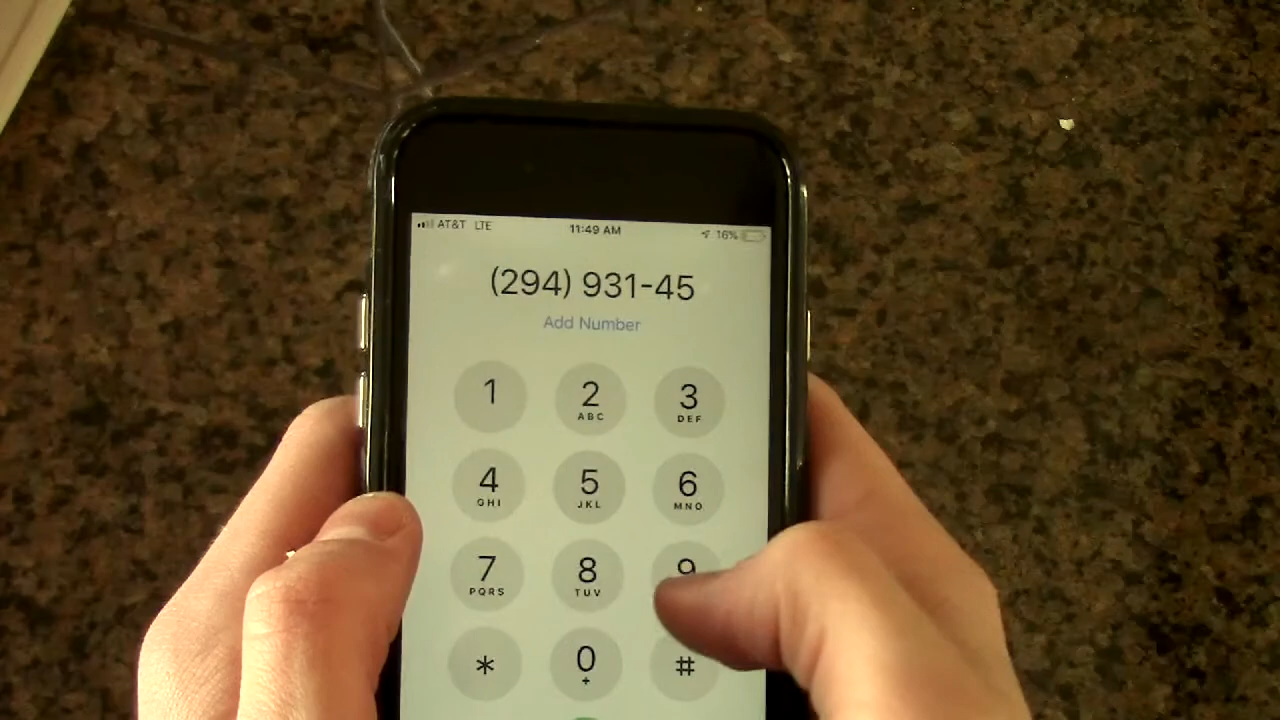 AT&T LTE 11:49 AM 16%
(294) 931-45
Add Number
1 2 3
ABC DEF
4 5 6
GHI JKL MNO
7 8 9
PQRS TUV
* 0 #
+